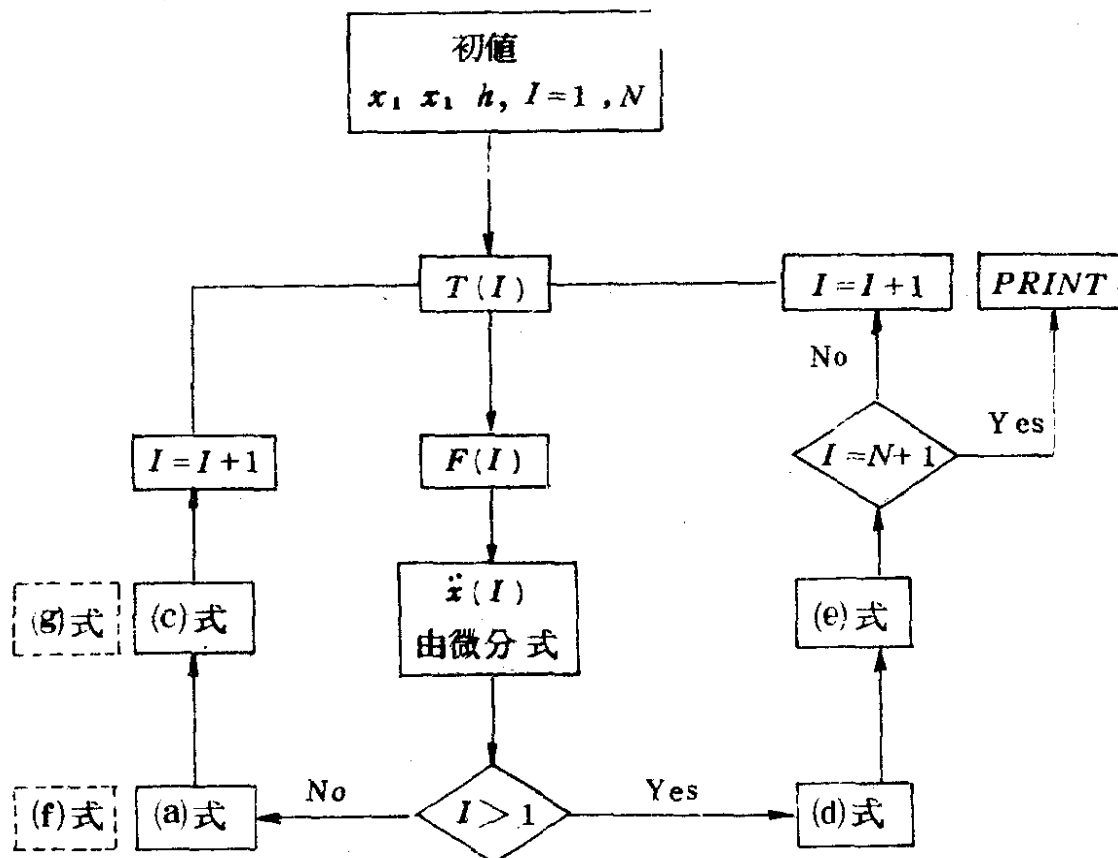 初値
x₁ x₁ h, I=1, N
T(I)
I=I+1
PRINT
No
Yes
I=N+1
I=I+1
F(I)
ẍ(I)
由微分式
(g)式
(c)式
(e)式
(f)式
(a)式
No
I>1
Yes
(d)式